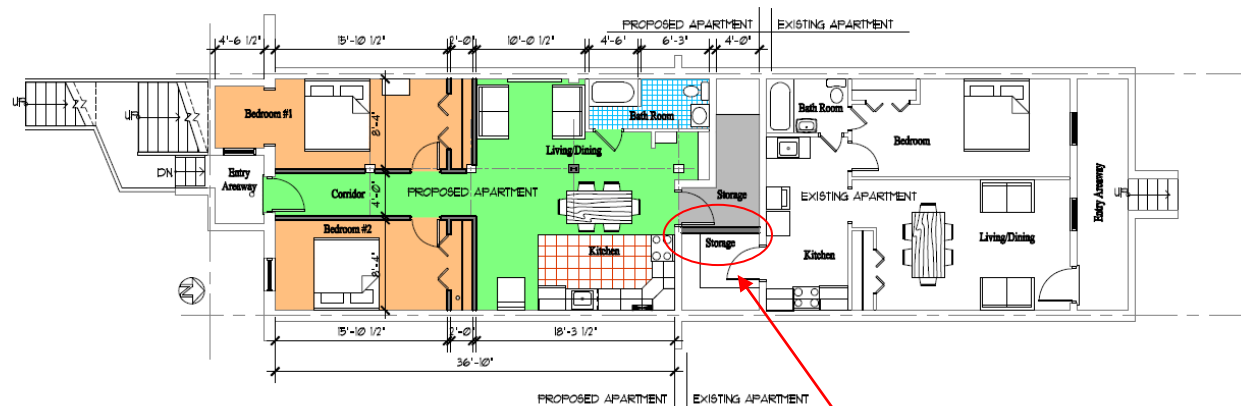 PROPOSED APARTMENT EXISTING APARTMENT
4'-6 1/2" 15'-10 1/2" 2'-0" 10'-0 1/2" 4'-6" 6'-3" 4'-0"
UP
UP
Bedroom #1
8'-4"
Bath Room
Bath Room
Bedroom
Living/Dining
DN
Entry
Areaway
Corridor
4'-0"
PROPOSED APARTMENT
Storage
EXISTING APARTMENT
Entry Areaway
UP
Bedroom #2
8'-4"
Kitchen
Storage
Kitchen
Living/Dining
15'-10 1/2" 2'-0" 18'-3 1/2"
36'-10"
PROPOSED APARTMENT EXISTING APARTMENT